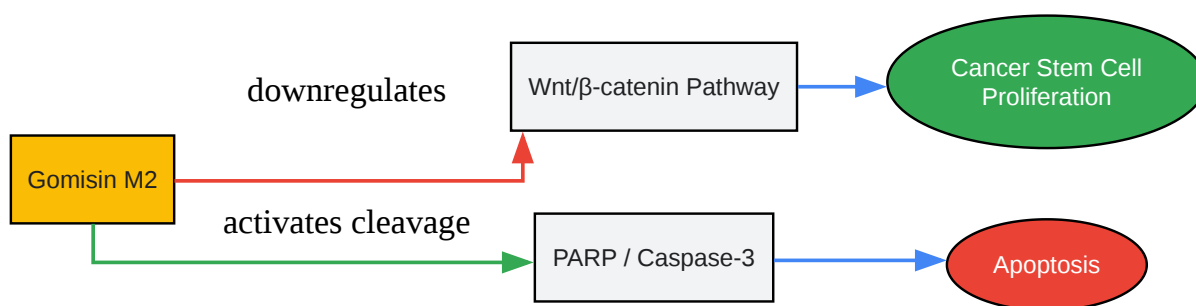 downregulates
Wnt/β-catenin Pathway
Cancer Stem Cell
Proliferation
Gomisin M2
activates cleavage
PARP / Caspase-3
Apoptosis